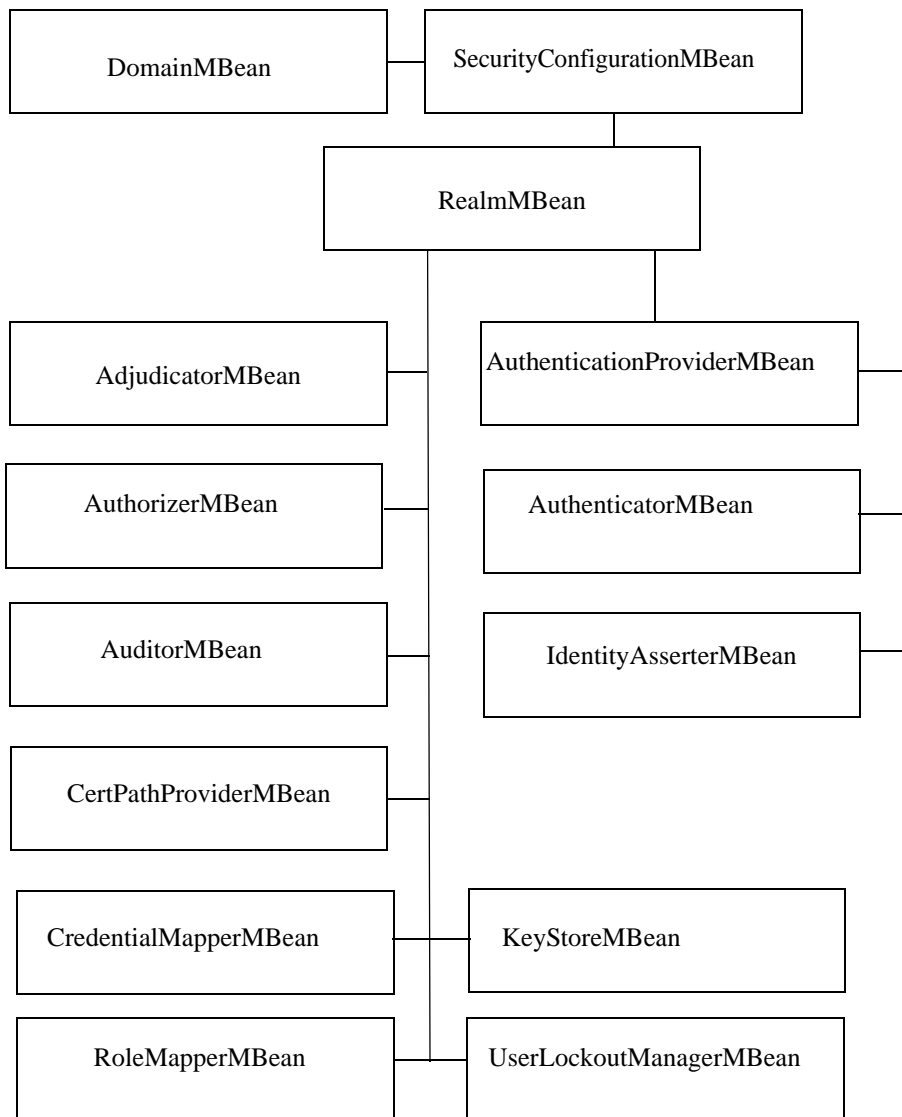 DomainMBean
SecurityConfigurationMBean
RealmMBean
AdjudicatorMBean
AuthenticationProviderMBean
AuthorizerMBean
AuthenticatorMBean
AuditorMBean
IdentityAsserterMBean
CertPathProviderMBean
CredentialMapperMBean
KeyStoreMBean
RoleMapperMBean
UserLockoutManagerMBean